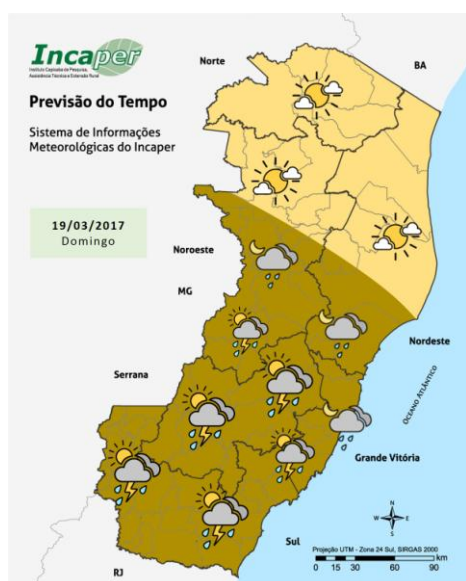 Incaper
Instituto Capixaba de Pesquisa,
Assistência Técnica e Extensão Rural
Previsão do Tempo
Sistema de Informações
Meteorológicas do Incaper
19/03/2017
Domingo
Norte
BA
Noroeste
MG
Nordeste
Serrana
OCEANO ATLÂNTICO
Grande Vitória
Sul
RJ
N
W
E
S
Projeção UTM - Zona 24 Sul, SIRGAS 2000
km
0 15 30 60 90